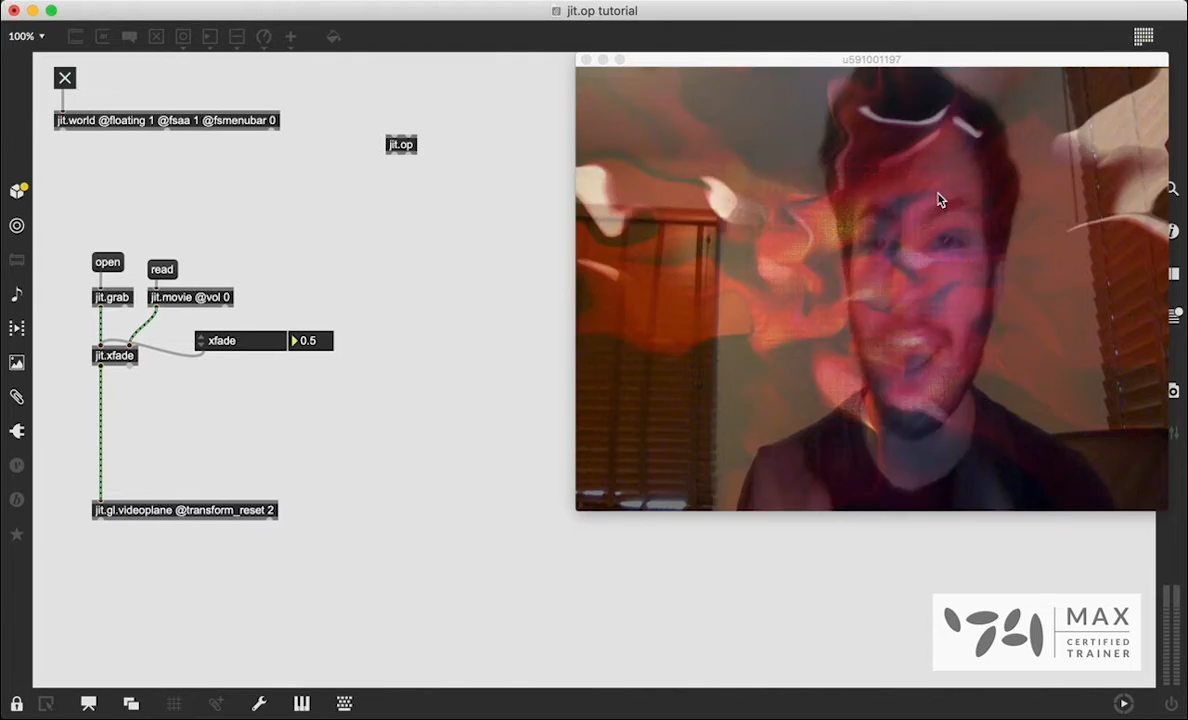 jit.op tutorial
100%
u591001197
jit.world @floating 1 @fsaa 1 @fsmenubar 0
jit.op
open
read
jit.grab
jit.movie @vol 0
xfade
0.5
jit.xfade
jit.gl.videoplane @transform_reset 2
MAX
CERTIFIED
TRAINER